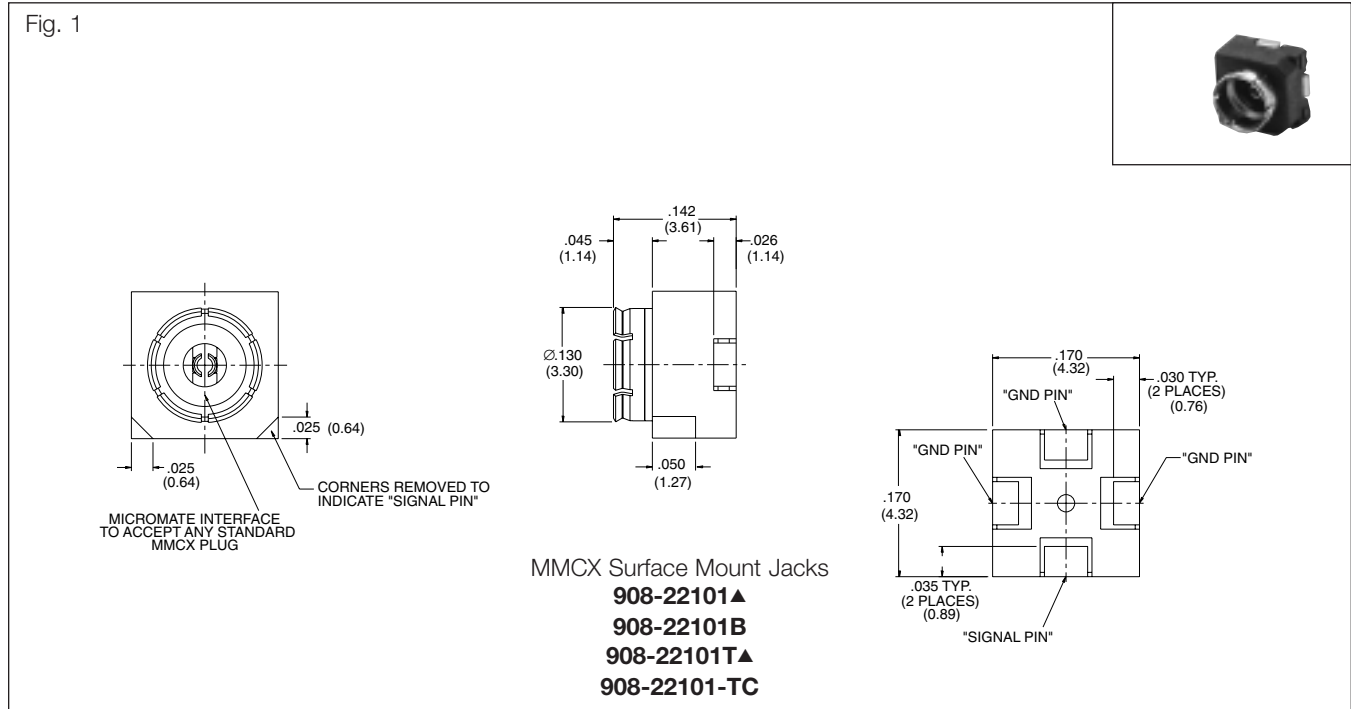 Fig. 1
.142
(3.61)
.045
(1.14)
.026
(1.14)
Ø.130
(3.30)
.050
(1.27)
.025 (0.64)
.025
(0.64)
CORNERS REMOVED TO
INDICATE "SIGNAL PIN"
MICROMATE INTERFACE
TO ACCEPT ANY STANDARD
MMCX PLUG
.170
(4.32)
.030 TYP.
(2 PLACES)
(0.76)
"GND PIN"
"GND PIN"
"GND PIN"
.170
(4.32)
.035 TYP.
(2 PLACES)
(0.89)
"SIGNAL PIN"
MMCX Surface Mount Jacks
908-22101▲
908-22101B
908-22101T▲
908-22101-TC